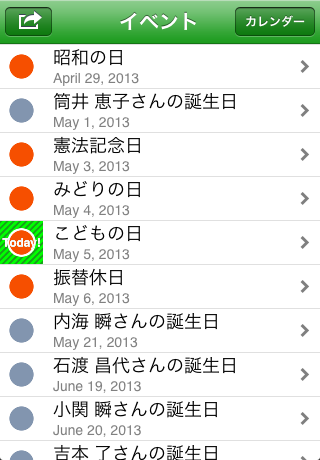 イベント
カレンダー
昭和の日
April 29, 2013
筒井 恵子さんの誕生日
May 1, 2013
憲法記念日
May 3, 2013
みどりの日
May 4, 2013
Today!
こどもの日
May 5, 2013
振替休日
May 6, 2013
内海 瞬さんの誕生日
May 21, 2013
石渡 昌代さんの誕生日
June 19, 2013
小関 瞬さんの誕生日
June 20, 2013
吉本 了さんの誕生日